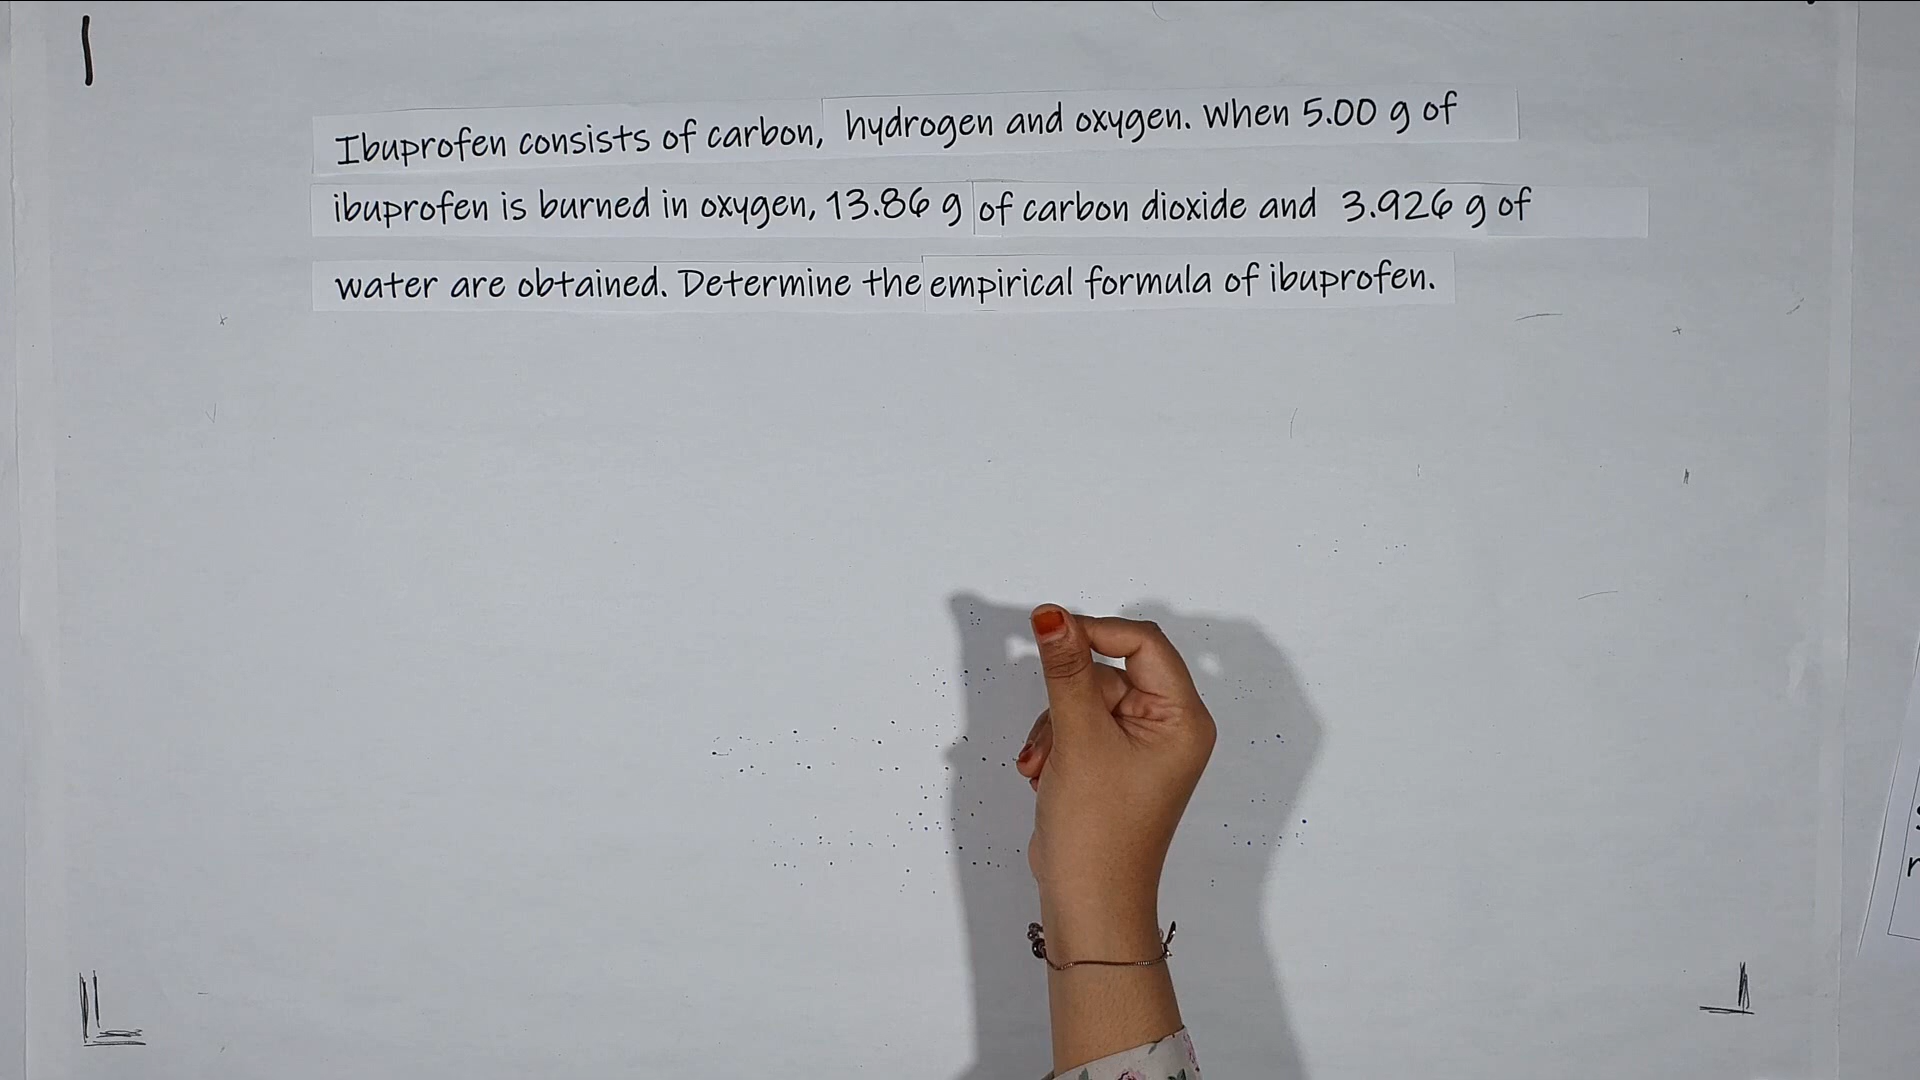 Ibuprofen consists of carbon, hydrogen and oxygen. When 5.00 g of
ibuprofen is burned in oxygen, 13.86 g of carbon dioxide and 3.926 g of
water are obtained. Determine the empirical formula of ibuprofen.